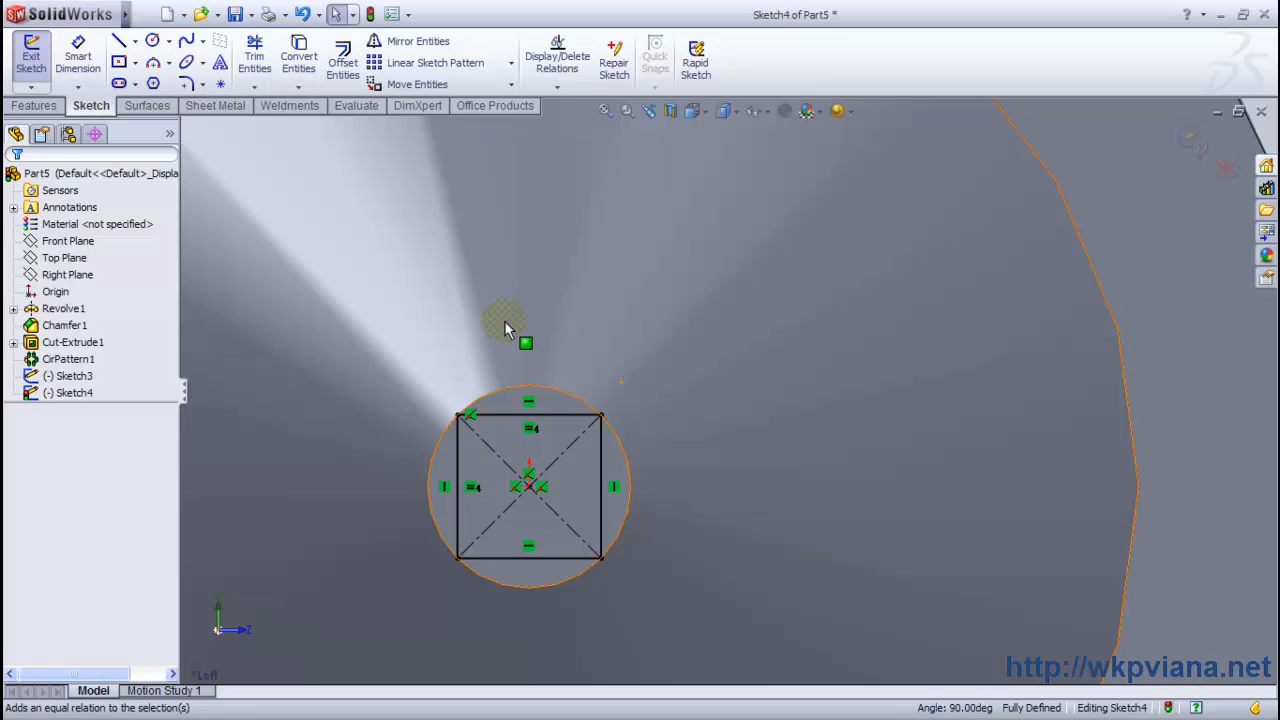 SolidWorks
Sketch4 of Part5 *
?
Exit Sketch
Smart Dimension
Trim Entities
Convert Entities
Offset Entities
Mirror Entities
Linear Sketch Pattern
Move Entities
Display/Delete Relations
Repair Sketch
Quick Snaps
Rapid Sketch
Features Sketch Surfaces Sheet Metal Weldments Evaluate DimXpert Office Products
Part5 (Default<<Default>_Displa
Sensors
Annotations
Material <not specified>
Front Plane
Top Plane
Right Plane
Origin
Revolve1
Chamfer1
Cut-Extrude1
CirPattern1
(-) Sketch3
(-) Sketch4
4
4
Z
*Left
http://wkpviana.net
Model Motion Study 1
Adds an equal relation to the selection(s) Angle: 90.00deg Fully Defined Editing Sketch4 ?